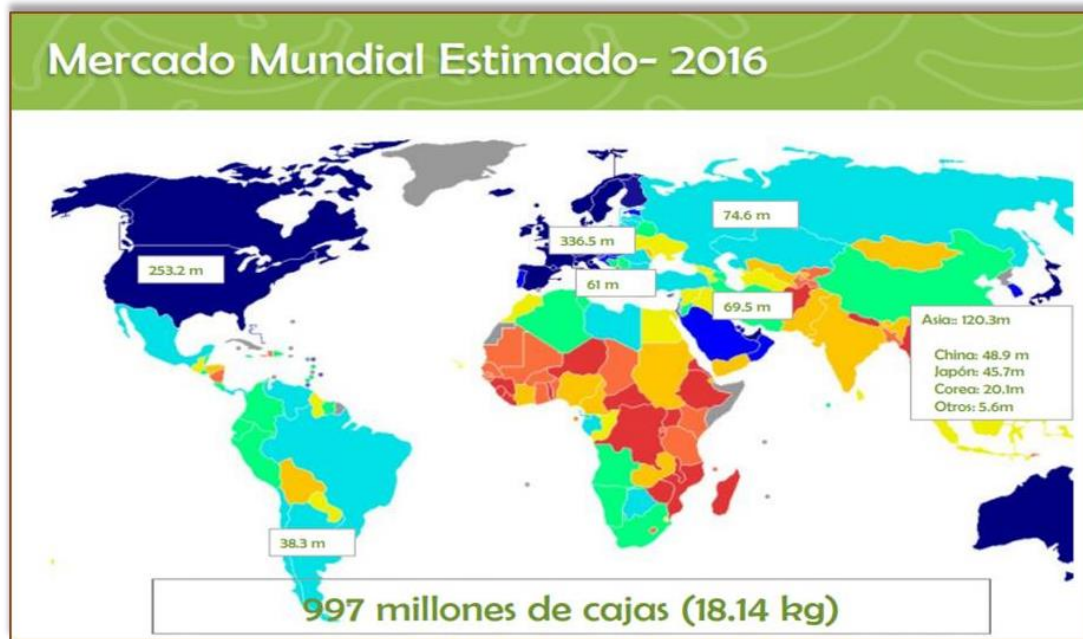 Mercado Mundial Estimado- 2016
74.6 m
336.5 m
253.2 m
61 m
69.5 m
Asia:: 120.3m
China: 48.9 m
Japón: 45.7m
Corea: 20.1m
Otros: 5.6m
38.3 m
997 millones de cajas (18.14 kg)